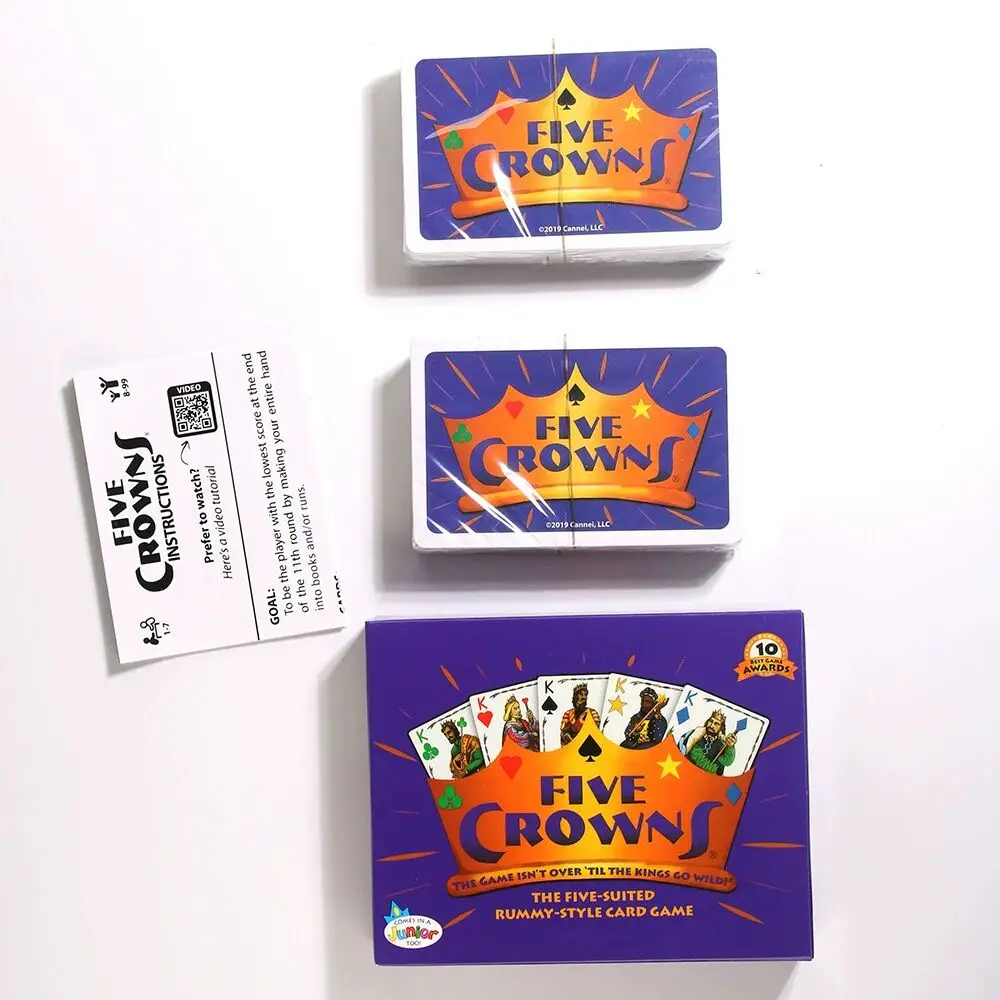 FIVE
CROWNS®
©2019 Cannei, LLC
FIVE
CROWNS®
©2019 Cannei, LLC
1-7
8-99
FIVE
CROWNS®
INSTRUCTIONS
VIDEO
Prefer to watch?
Here's a video tutorial
GOAL:
To be the player with the lowest score at the end
of the 11th round by making your entire hand
into books and/or runs.
10
BEST GAME
AWARDS
K
K
K
K
K
FIVE
CROWNS®
THE GAME ISN'T OVER 'TIL THE KINGS GO WILD!®
THE FIVE-SUITED
RUMMY-STYLE CARD GAME
COMES IN A
Junior
TOO!